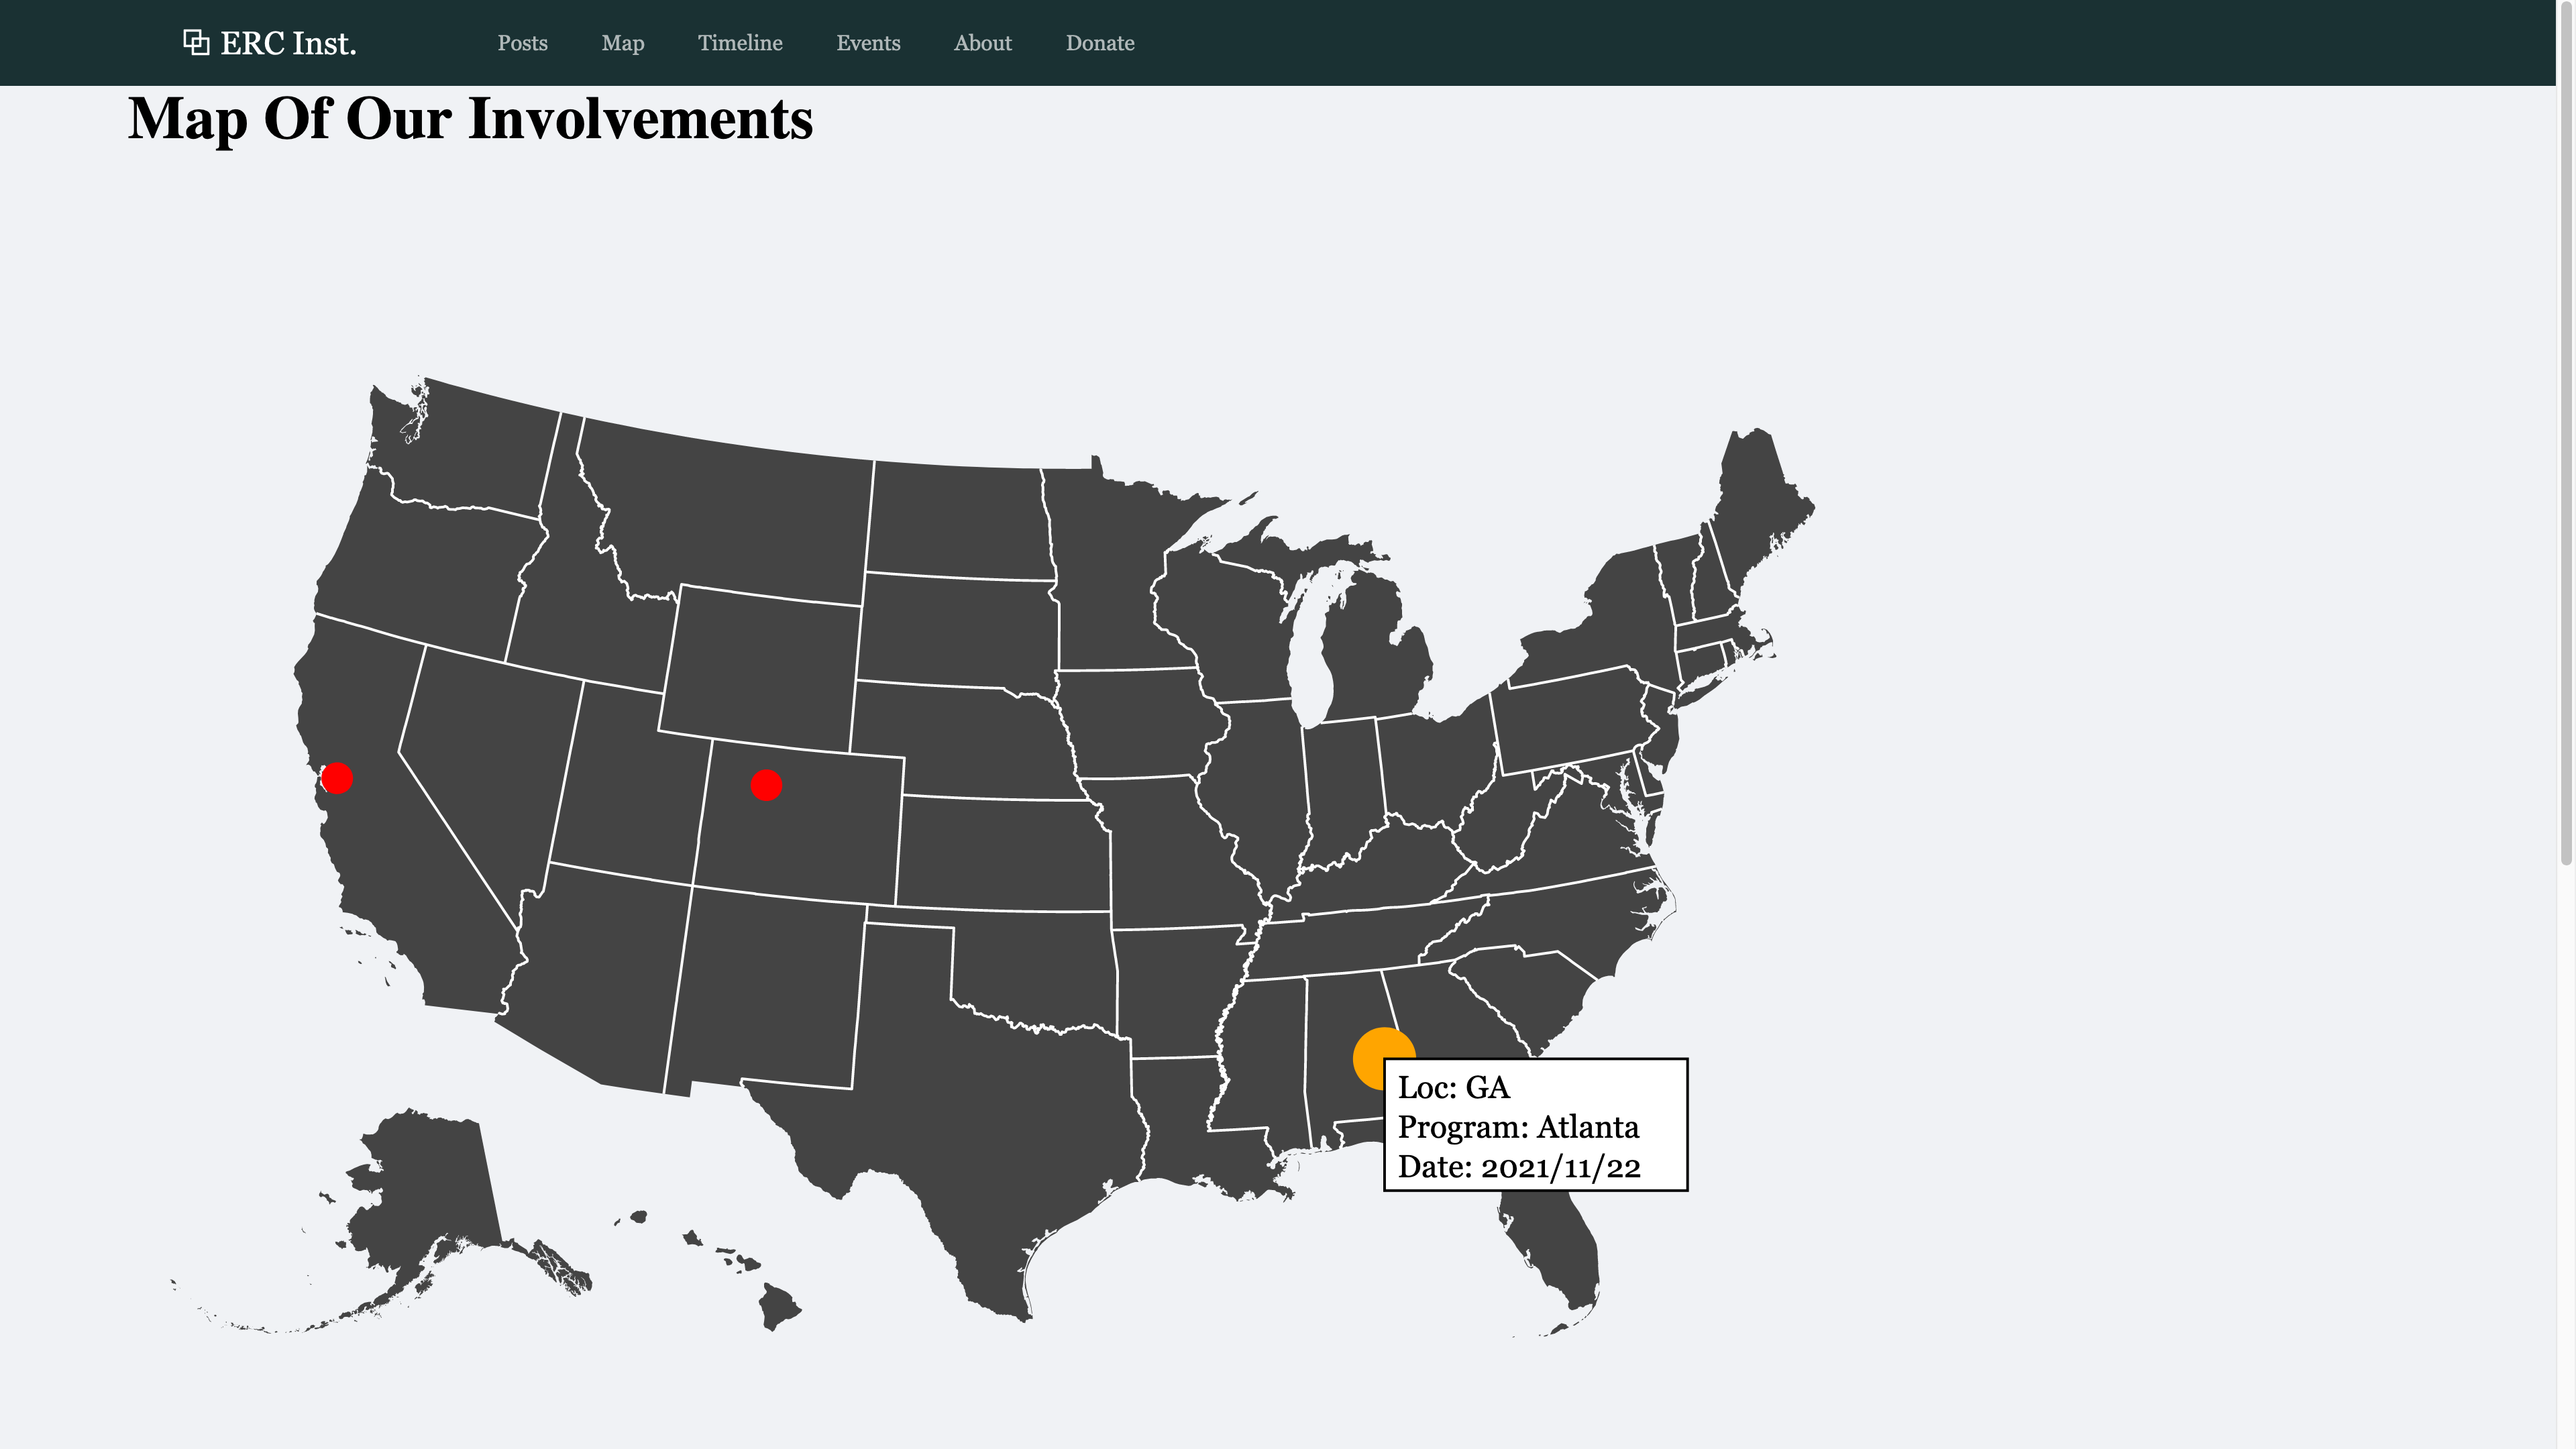 ERC Inst. Posts Map Timeline Events About Donate
Map Of Our Involvements
Loc: GA
Program: Atlanta
Date: 2021/11/22